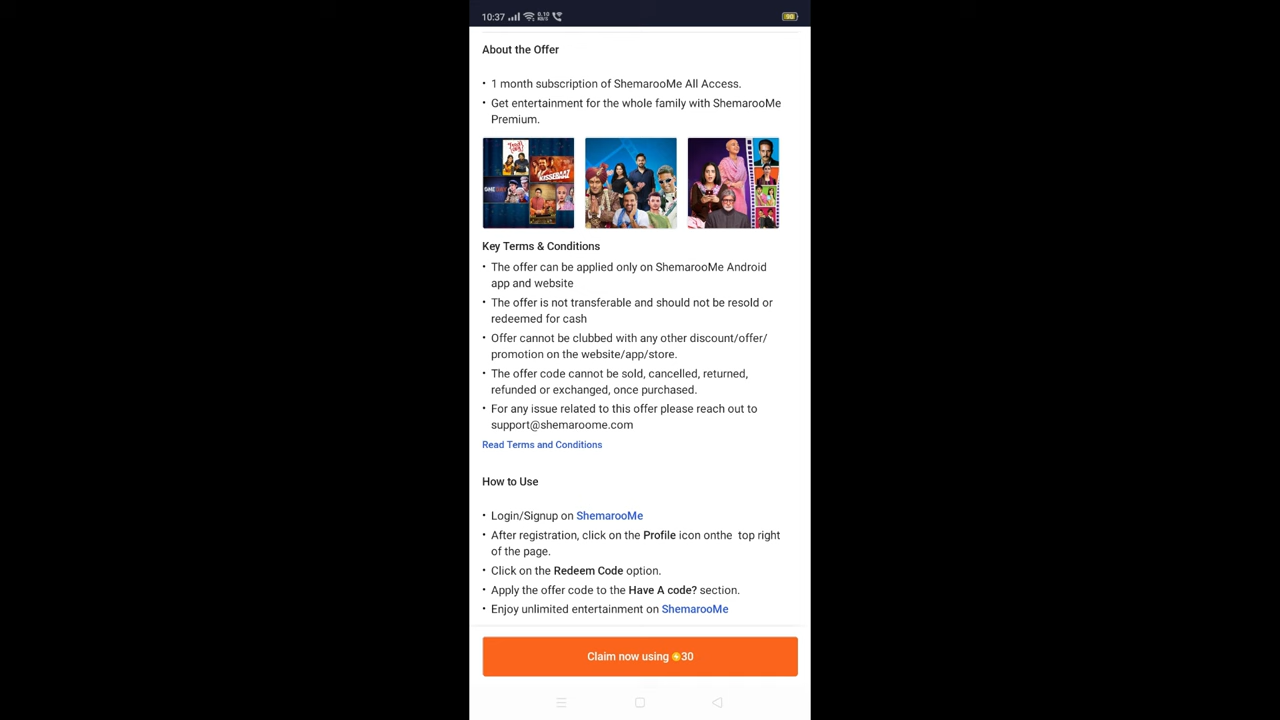 10:37 0.10 KB/S 90
About the Offer
• 1 month subscription of ShemarooMe All Access.
• Get entertainment for the whole family with ShemarooMe
Premium.
KISSEBAAZ
Key Terms & Conditions
• The offer can be applied only on ShemarooMe Android
app and website
• The offer is not transferable and should not be resold or
redeemed for cash
• Offer cannot be clubbed with any other discount/offer/
promotion on the website/app/store.
• The offer code cannot be sold, cancelled, returned,
refunded or exchanged, once purchased.
• For any issue related to this offer please reach out to
support@shemaroome.com
Read Terms and Conditions
How to Use
• Login/Signup on ShemarooMe
• After registration, click on the Profile icon onthe top right
of the page.
• Click on the Redeem Code option.
• Apply the offer code to the Have A code? section.
• Enjoy unlimited entertainment on ShemarooMe
Claim now using 30